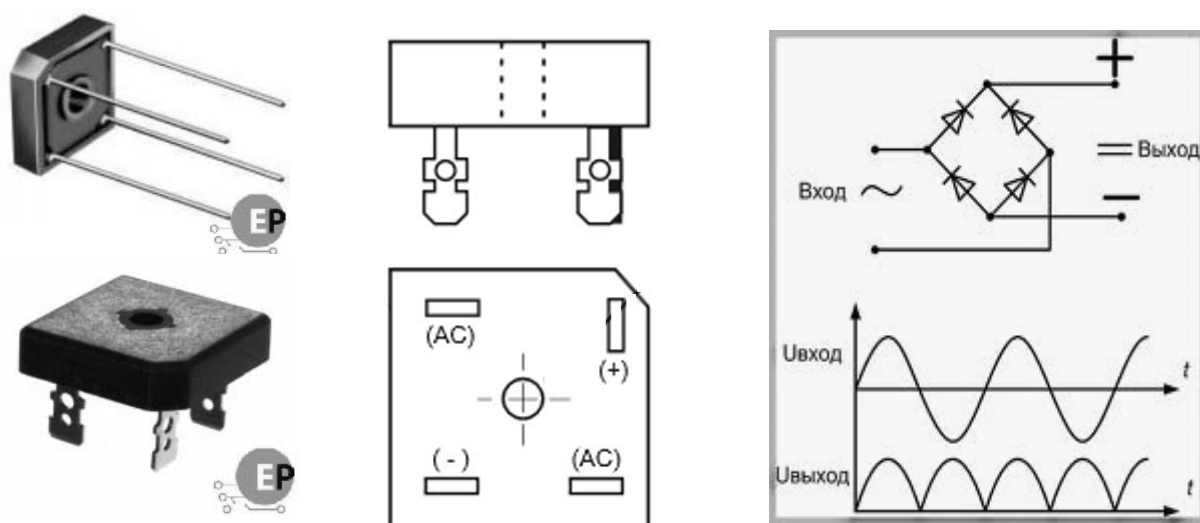 EP
EP
(AC)
(+)
(-)
(AC)
+
Вход ~
= Выход
−
Uвход
t
Uвыход
t